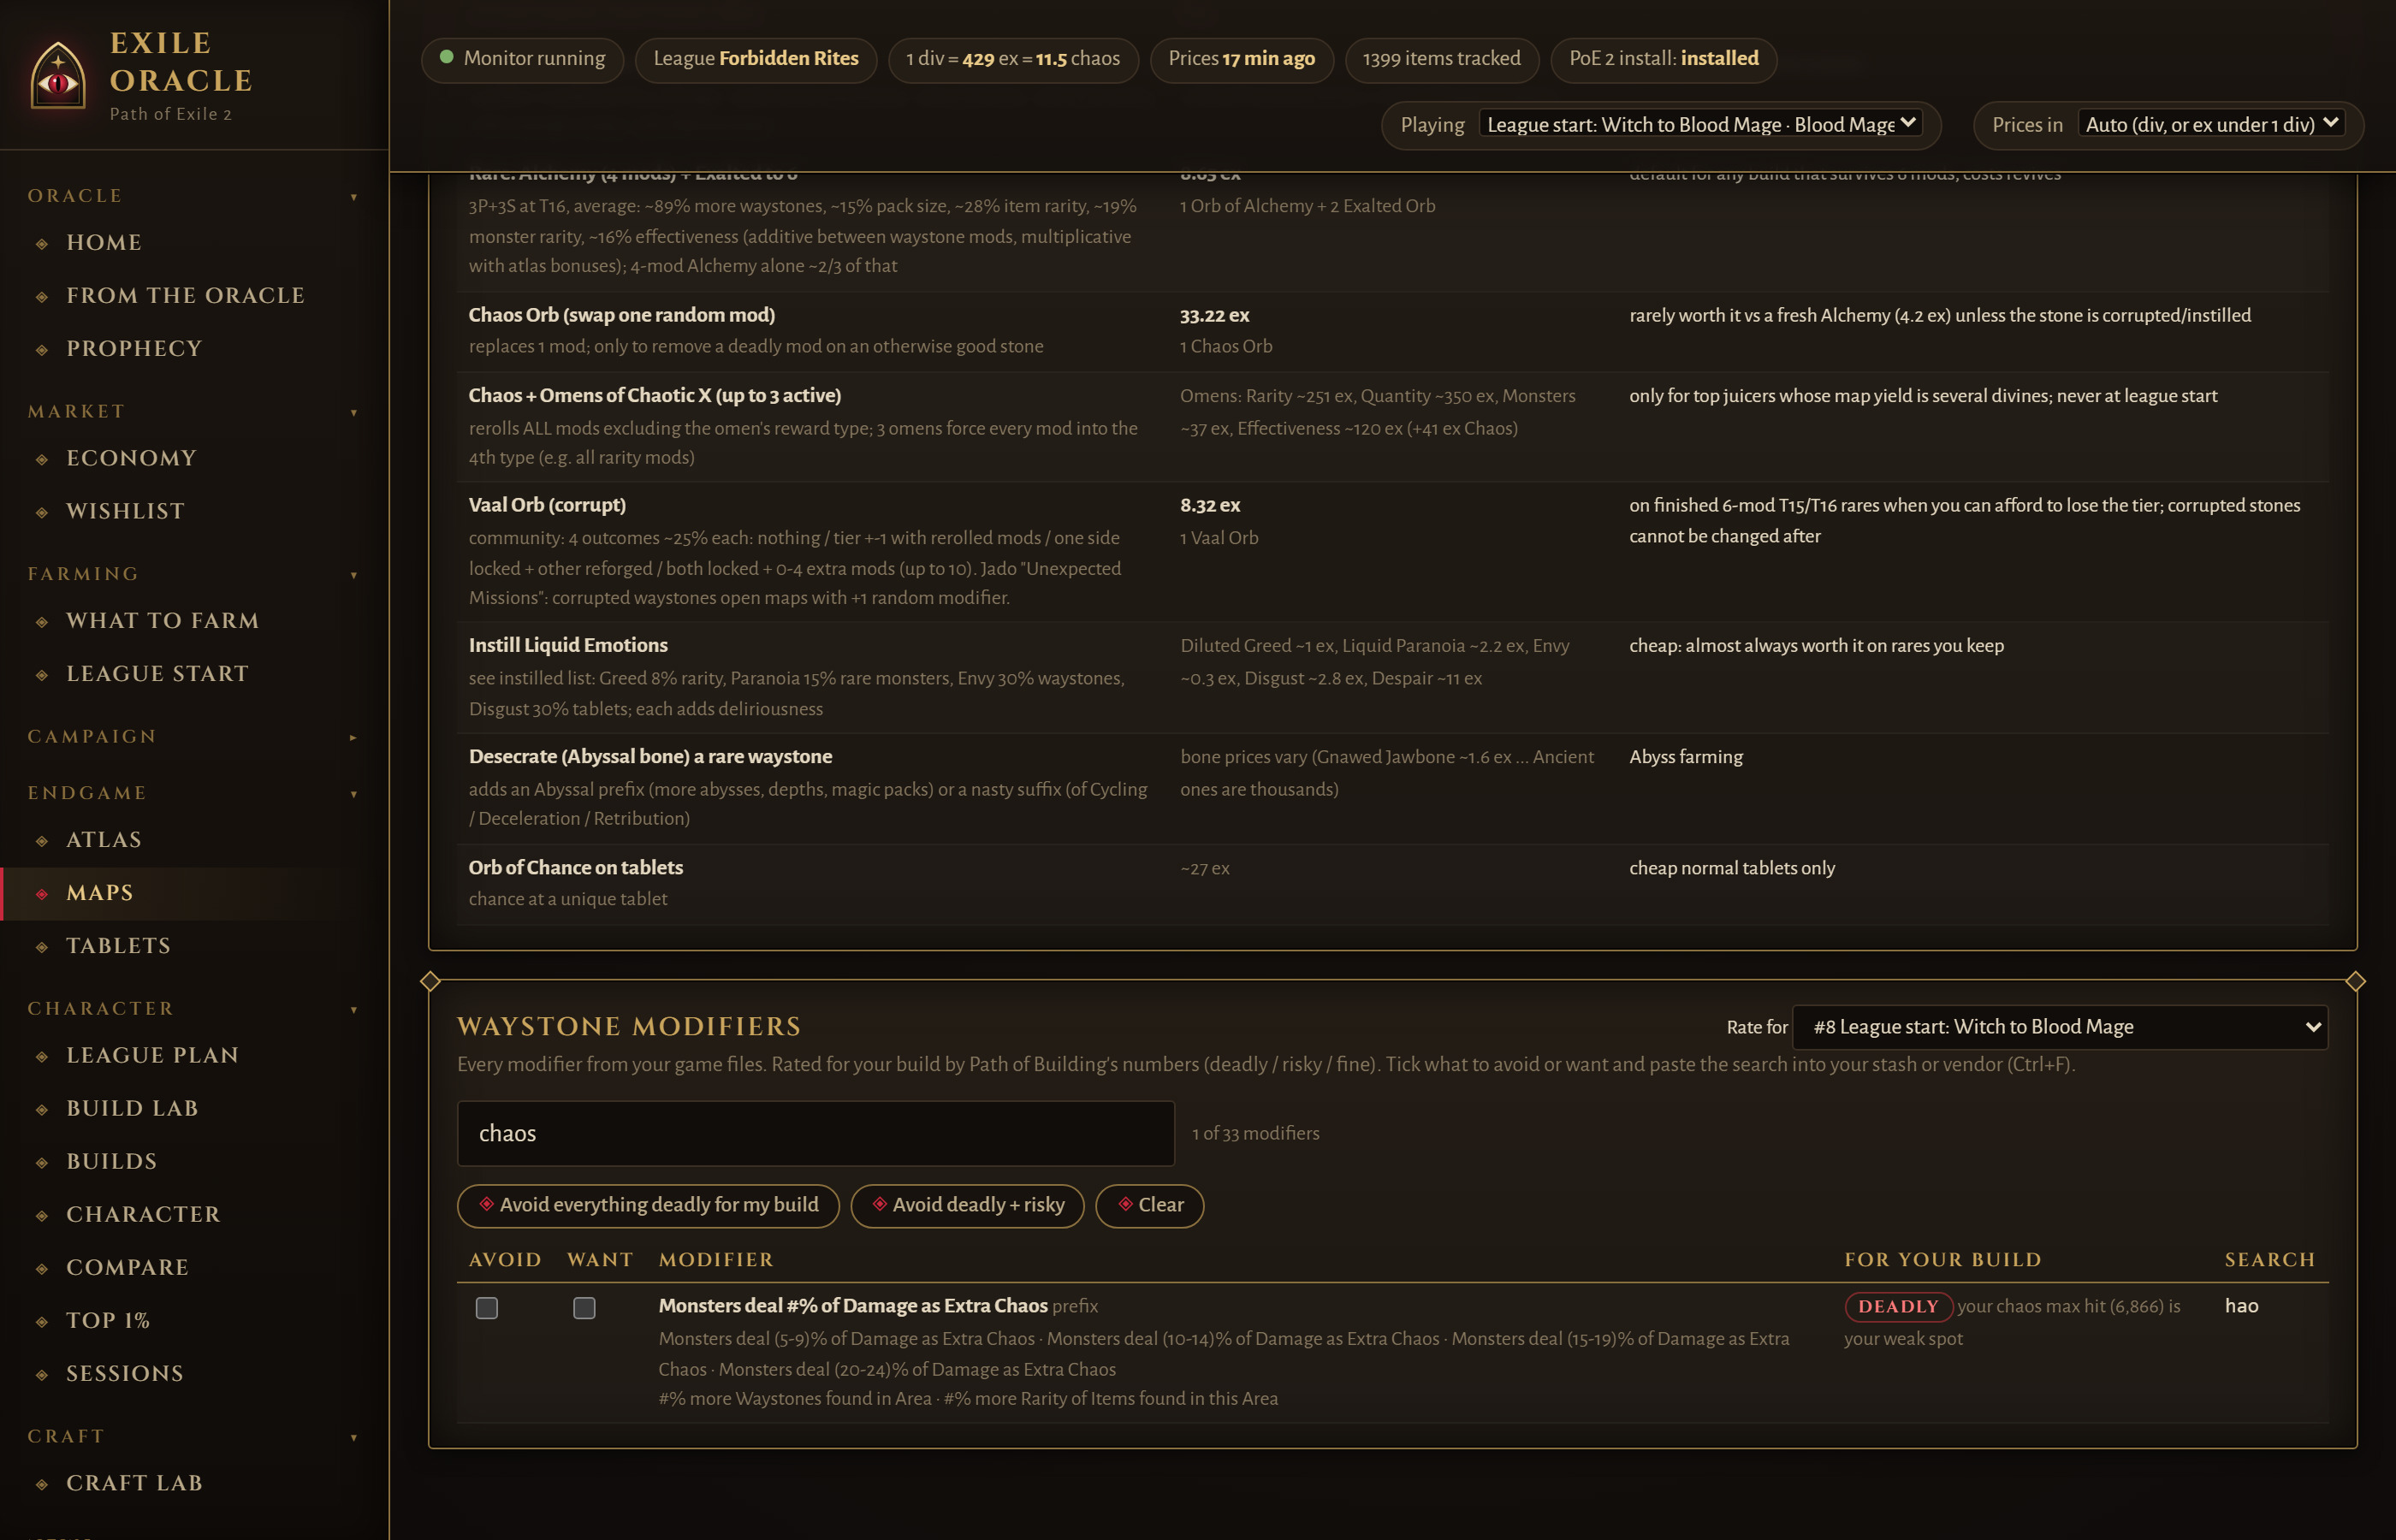 EXILE
ORACLE
Path of Exile 2
Monitor running
League Forbidden Rites
1 div = 429 ex = 11.5 chaos
Prices 17 min ago
1399 items tracked
PoE 2 install: installed
Playing
League start: Witch to Blood Mage · Blood Mage
Prices in
Auto (div, or ex under 1 div)
ORACLE
HOME
FROM THE ORACLE
PROPHECY
MARKET
ECONOMY
WISHLIST
FARMING
WHAT TO FARM
LEAGUE START
CAMPAIGN
ENDGAME
ATLAS
MAPS
TABLETS
CHARACTER
LEAGUE PLAN
BUILD LAB
BUILDS
CHARACTER
COMPARE
TOP 1%
SESSIONS
CRAFT
CRAFT LAB
Rare: Alchemy (4 mods) + Exalted to 6
8.65 ex
default for any build that survives 6 mods; costs revives
3P+3S at T16, average: ~89% more waystones, ~15% pack size, ~28% item rarity, ~19%
1 Orb of Alchemy + 2 Exalted Orb
monster rarity, ~16% effectiveness (additive between waystone mods, multiplicative
with atlas bonuses); 4-mod Alchemy alone ~2/3 of that
Chaos Orb (swap one random mod)
33.22 ex
rarely worth it vs a fresh Alchemy (4.2 ex) unless the stone is corrupted/instilled
replaces 1 mod; only to remove a deadly mod on an otherwise good stone
1 Chaos Orb
Chaos + Omens of Chaotic X (up to 3 active)
Omens: Rarity ~251 ex, Quantity ~350 ex, Monsters
only for top juicers whose map yield is several divines; never at league start
rerolls ALL mods excluding the omen's reward type; 3 omens force every mod into the
~37 ex, Effectiveness ~120 ex (+41 ex Chaos)
4th type (e.g. all rarity mods)
Vaal Orb (corrupt)
8.32 ex
on finished 6-mod T15/T16 rares when you can afford to lose the tier; corrupted stones
community: 4 outcomes ~25% each: nothing / tier +-1 with rerolled mods / one side
1 Vaal Orb
cannot be changed after
locked + other reforged / both locked + 0-4 extra mods (up to 10). Jado "Unexpected
Missions": corrupted waystones open maps with +1 random modifier.
Instill Liquid Emotions
Diluted Greed ~1 ex, Liquid Paranoia ~2.2 ex, Envy
cheap: almost always worth it on rares you keep
see instilled list: Greed 8% rarity, Paranoia 15% rare monsters, Envy 30% waystones,
~0.3 ex, Disgust ~2.8 ex, Despair ~11 ex
Disgust 30% tablets; each adds deliriousness
Desecrate (Abyssal bone) a rare waystone
bone prices vary (Gnawed Jawbone ~1.6 ex ... Ancient
Abyss farming
adds an Abyssal prefix (more abysses, depths, magic packs) or a nasty suffix (of Cycling
ones are thousands)
/ Deceleration / Retribution)
Orb of Chance on tablets
~27 ex
cheap normal tablets only
chance at a unique tablet
WAYSTONE MODIFIERS
Rate for
#8 League start: Witch to Blood Mage
Every modifier from your game files. Rated for your build by Path of Building's numbers (deadly / risky / fine). Tick what to avoid or want and paste the search into your stash or vendor (Ctrl+F).
chaos
1 of 33 modifiers
Avoid everything deadly for my build
Avoid deadly + risky
Clear
AVOID
WANT
MODIFIER
FOR YOUR BUILD
SEARCH
Monsters deal #% of Damage as Extra Chaos prefix
DEADLY your chaos max hit (6,866) is
hao
Monsters deal (5-9)% of Damage as Extra Chaos · Monsters deal (10-14)% of Damage as Extra Chaos · Monsters deal (15-19)% of Damage as Extra
your weak spot
Chaos · Monsters deal (20-24)% of Damage as Extra Chaos
#% more Waystones found in Area · #% more Rarity of Items found in this Area